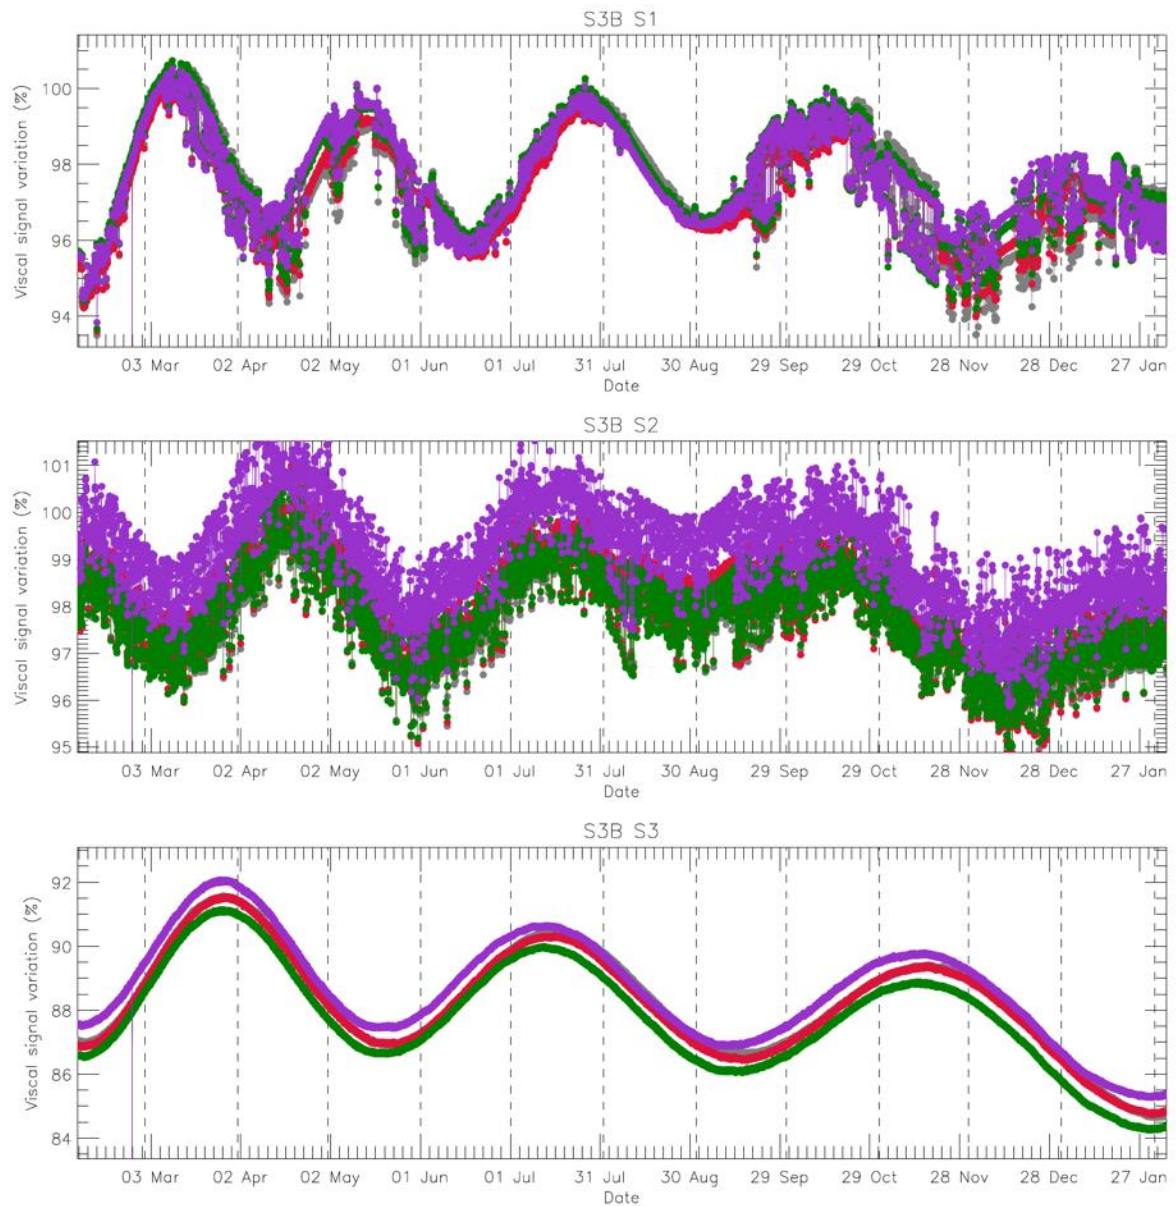 S3B S1
Viscal signal variation (%)
100
98
96
94
03 Mar 02 Apr 02 May 01 Jun 01 Jul 31 Jul 30 Aug 29 Sep 29 Oct 28 Nov 28 Dec 27 Jan
Date
S3B S2
Viscal signal variation (%)
101
100
99
98
97
96
95
03 Mar 02 Apr 02 May 01 Jun 01 Jul 31 Jul 30 Aug 29 Sep 29 Oct 28 Nov 28 Dec 27 Jan
Date
S3B S3
Viscal signal variation (%)
92
90
88
86
84
03 Mar 02 Apr 02 May 01 Jun 01 Jul 31 Jul 30 Aug 29 Sep 29 Oct 28 Nov 28 Dec 27 Jan
Date